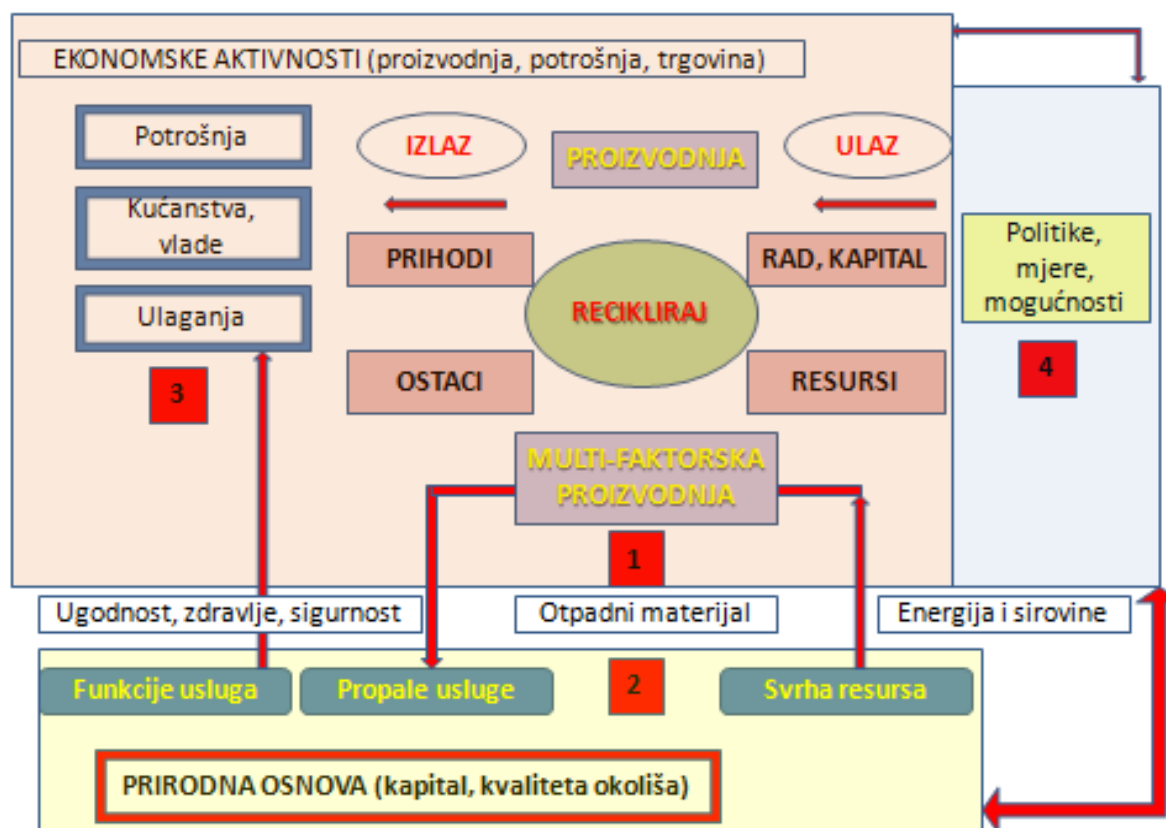 EKONOMSKE AKTIVNOSTI (proizvodnja, potrošnja, trgovina)
Potrošnja
IZLAZ
PROIZVODNJA
ULAZ
Kućanstva,
vlade
PRIHODI
RAD, KAPITAL
Politike,
mjere,
mogućnosti
Ulaganja
RECIKLIRAJ
3
OSTACI
RESURSI
4
MULTI-FAKTORSKA
PROIZVODNJA
1
Ugodnost, zdravlje, sigurnost
Otpadni materijal
Energija i sirovine
Funkcije usluga
Propale usluge
2
Svrha resursa
PRIRODNA OSNOVA (kapital, kvaliteta okoliša)